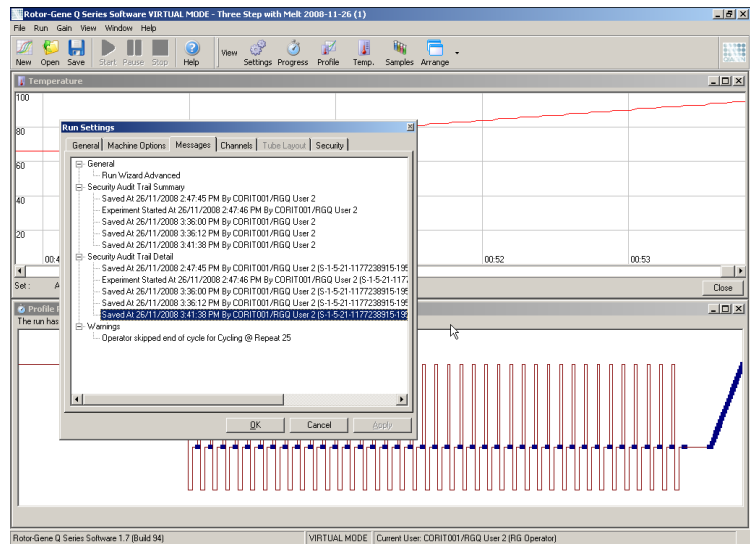 Rotor-Gene Q Series Software VIRTUAL MODE - Three Step with Melt 2008-11-26 (1)
File Run Gain View Window Help
New Open Save Start Pause Stop Help View Settings Progress Profile Temp. Samples Arrange
Temperature
100
80
60
40
20
00:4
00:52
00:53
Set :
Close
Profile
The run has
Run Settings
General Machine Options Messages Channels Tube Layout Security
General
Run Wizard Advanced
Security Audit Trail Summary
Saved At 26/11/2008 2:47:45 PM By CORIT001/RGQ User 2
Experiment Started At 26/11/2008 2:47:46 PM By CORIT001/RGQ User 2
Saved At 26/11/2008 3:36:00 PM By CORIT001/RGQ User 2
Saved At 26/11/2008 3:36:12 PM By CORIT001/RGQ User 2
Saved At 26/11/2008 3:41:38 PM By CORIT001/RGQ User 2
Security Audit Trail Detail
Saved At 26/11/2008 2:47:45 PM By CORIT001/RGQ User 2 (S-1-5-21-1177238915-195
Experiment Started At 26/11/2008 2:47:46 PM By CORIT001/RGQ User 2 (S-1-5-21-117
Saved At 26/11/2008 3:36:00 PM By CORIT001/RGQ User 2 (S-1-5-21-1177238915-195
Saved At 26/11/2008 3:36:12 PM By CORIT001/RGQ User 2 (S-1-5-21-1177238915-195
Saved At 26/11/2008 3:41:38 PM By CORIT001/RGQ User 2 (S-1-5-21-1177238915-195
Warnings
Operator skipped end of cycle for Cycling @ Repeat 25
OK Cancel Apply
Rotor-Gene Q Series Software 1.7 (Build 94) VIRTUAL MODE Current User: CORIT001/RGQ User 2 (RG Operator)